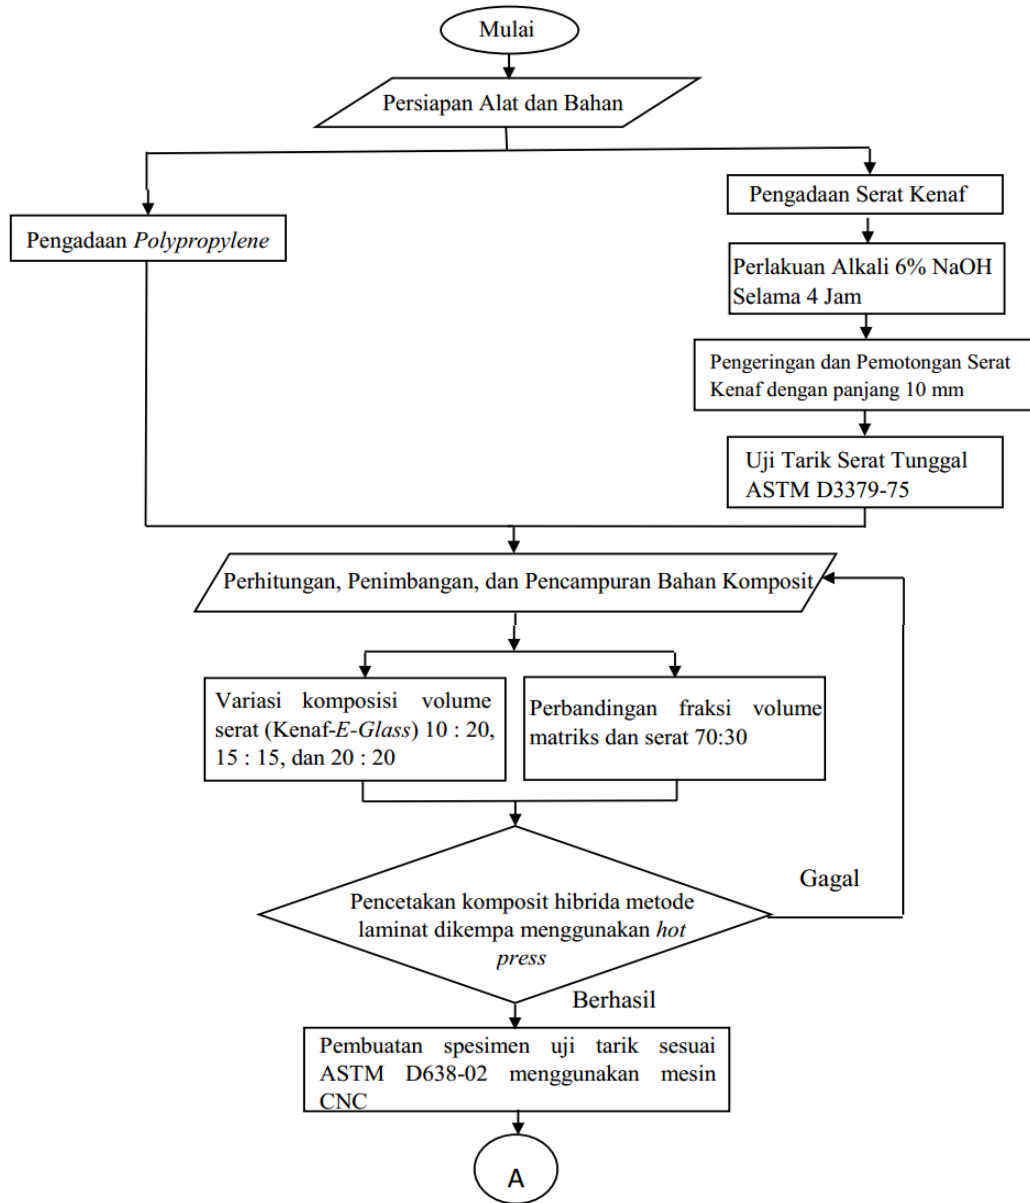 Mulai
Persiapan Alat dan Bahan
Pengadaan Serat Kenaf
Pengadaan Polypropylene
Perlakuan Alkali 6% NaOH
Selama 4 Jam
Pengeringan dan Pemotongan Serat
Kenaf dengan panjang 10 mm
Uji Tarik Serat Tunggal
ASTM D3379-75
Perhitungan, Penimbangan, dan Pencampuran Bahan Komposit
Variasi komposisi volume
serat (Kenaf-E-Glass) 10 : 20,
15 : 15, dan 20 : 20
Perbandingan fraksi volume
matriks dan serat 70:30
Gagal
Pencetakan komposit hibrida metode
laminat dikempa menggunakan hot
press
Berhasil
Pembuatan spesimen uji tarik sesuai
ASTM D638-02 menggunakan mesin
CNC
A